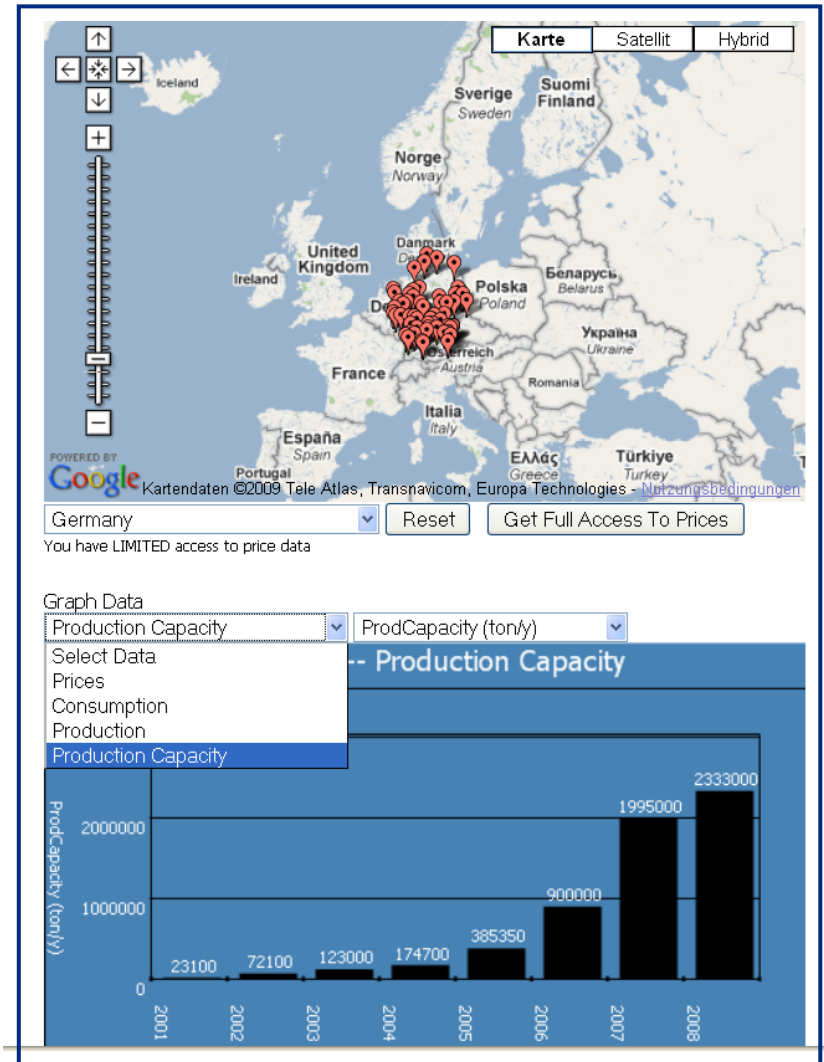 Karte Satellit Hybrid
Iceland
Suomi
Finland
Sverige
Sweden
Norge
Norway
Danmark
United
Kingdom
Ireland
Polska
Poland
Беларусь
Belarus
De
Україна
Ukraine
Österreich
Austria
France
Romania
Italia
Italy
España
Spain
Portugal
Ελλάς
Greece
Türkiye
Turkey
POWERED BY
Google
Kartendaten ©2009 Tele Atlas, Transnavicom, Europa Technologies - Nutzungsbedingungen
Germany Reset Get Full Access To Prices
You have LIMITED access to price data
Graph Data
Production Capacity ProdCapacity (ton/y)
Select Data
Prices
Consumption
Production
Production Capacity
-- Production Capacity
ProdCapacity (ton/y)
2000000
1000000
0
23100
72100
123000
174700
385350
900000
1995000
2333000
2001
2002
2003
2004
2005
2006
2007
2008